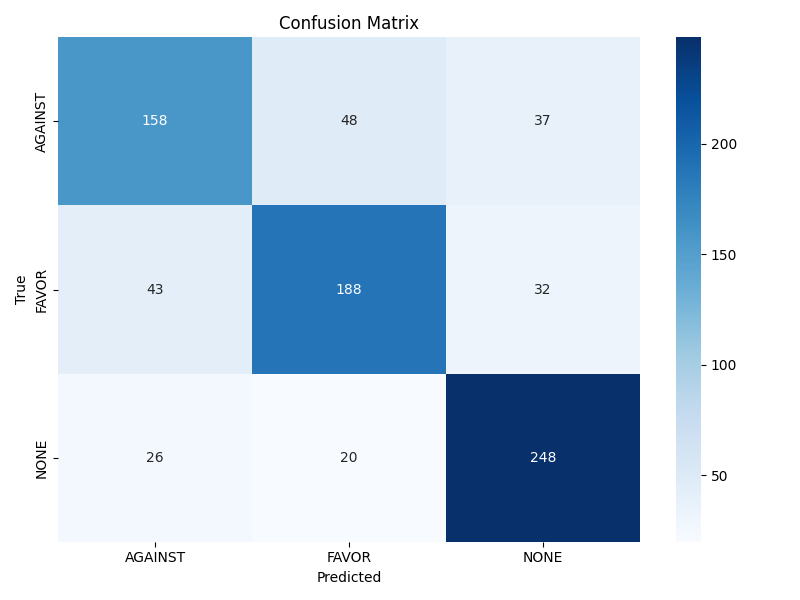 Confusion Matrix
True
AGAINST
158 48 37
FAVOR
43 188 32
NONE
26 20 248
AGAINST FAVOR NONE
Predicted
200
150
100
50